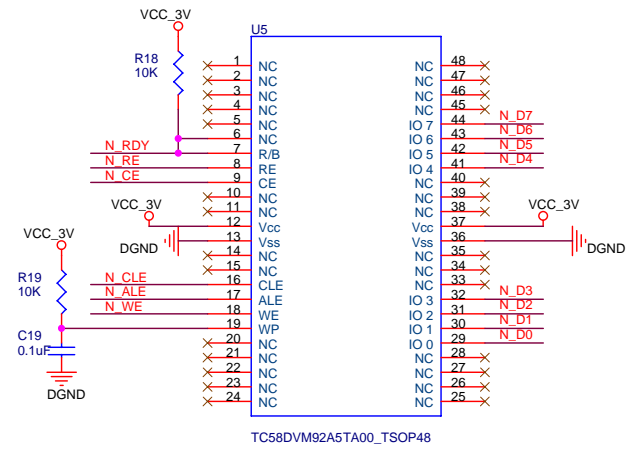 VCC_3V
U5
R18
10K
1 NC NC 48
2 NC NC 47
3 NC NC 46
4 NC NC 45
5 NC IO 7 44 N_D7
6 NC IO 6 43 N_D6
N_RDY 7 R/B IO 5 42 N_D5
N_RE 8 RE IO 4 41 N_D4
N_CE 9 CE NC 40
10 NC NC 39
11 NC NC 38
VCC_3V 12 Vcc Vcc 37 VCC_3V
DGND 13 Vss Vss 36 DGND
14 NC NC 35
15 NC NC 34
VCC_3V
R19
10K
N_CLE 16 CLE NC 33
N_ALE 17 ALE IO 3 32 N_D3
N_WE 18 WE IO 2 31 N_D2
19 WP IO 1 30 N_D1
20 NC IO 0 29 N_D0
C19
0.1uF
DGND
21 NC NC 28
22 NC NC 27
23 NC NC 26
24 NC NC 25
TC58DVM92A5TA00_TSOP48